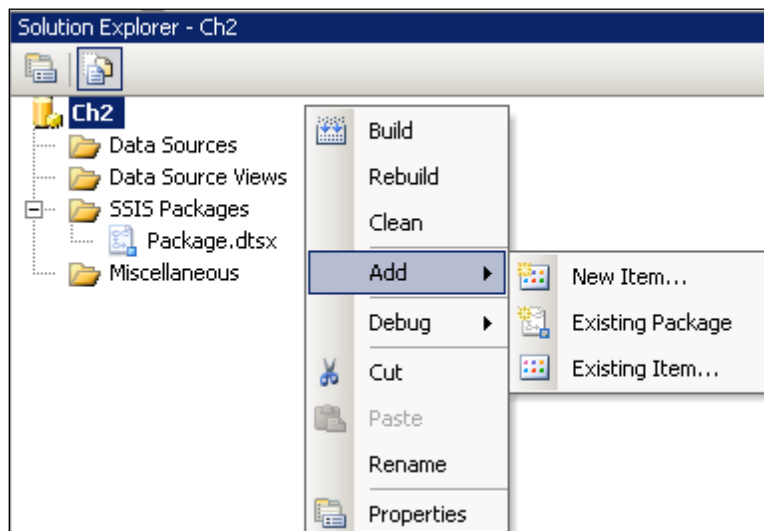 Solution Explorer - Ch2
Ch2
Data Sources
Data Source Views
SSIS Packages
Package.dtsx
Miscellaneous
Build
Rebuild
Clean
Add
Debug
Cut
Paste
Rename
Properties
New Item...
Existing Package
Existing Item...